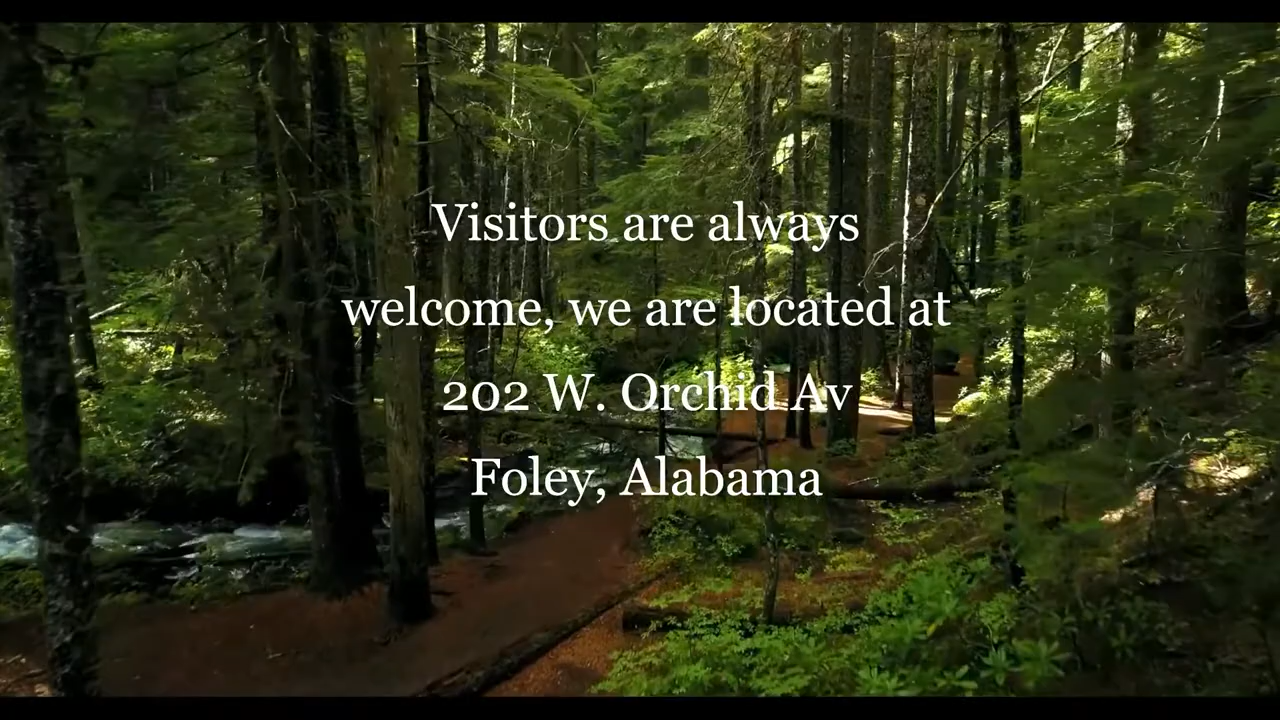 Visitors are always
welcome, we are located at
202 W. Orchid Av
Foley, Alabama